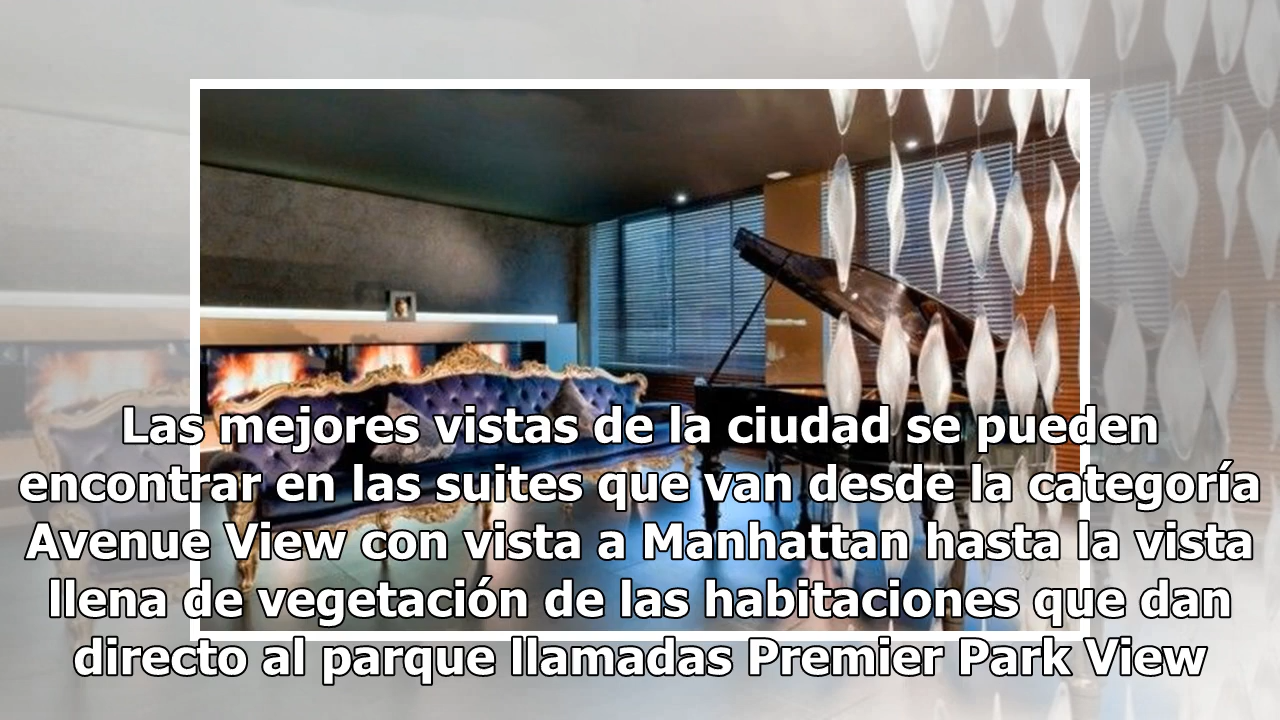 Las mejores vistas de la ciudad se pueden
encontrar en las suites que van desde la categoría
Avenue View con vista a Manhattan hasta la vista
llena de vegetación de las habitaciones que dan
directo al parque llamadas Premier Park View